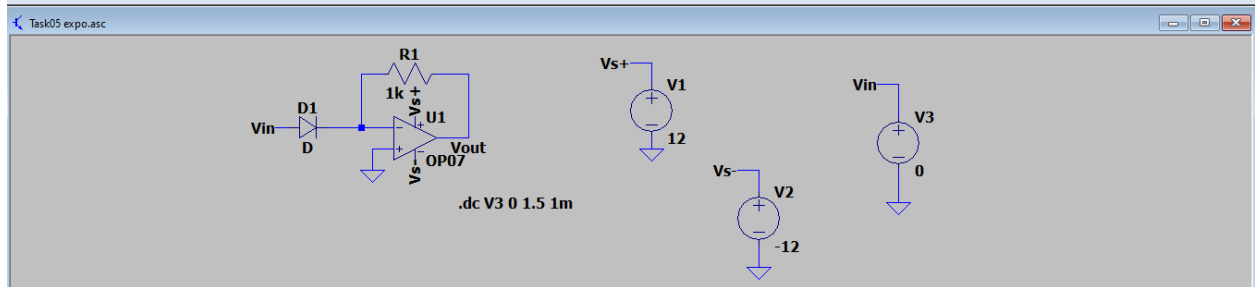 Task05 expo.asc
R1
1k
Vs+
D1
Vin
D
U1
OP07
Vout
Vs-
.dc V3 0 1.5 1m
Vs+
V1
12
Vs-
V2
-12
Vin
V3
0